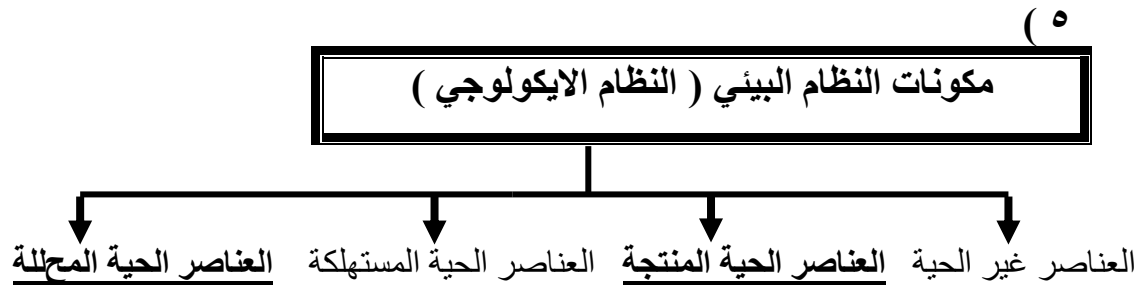 ( ٥
مكونات النظام البيئي ( النظام الايكولوجي )
العناصر غير الحية العناصر الحية المنتجة العناصر الحية المستهلكة العناصر الحية المحللة